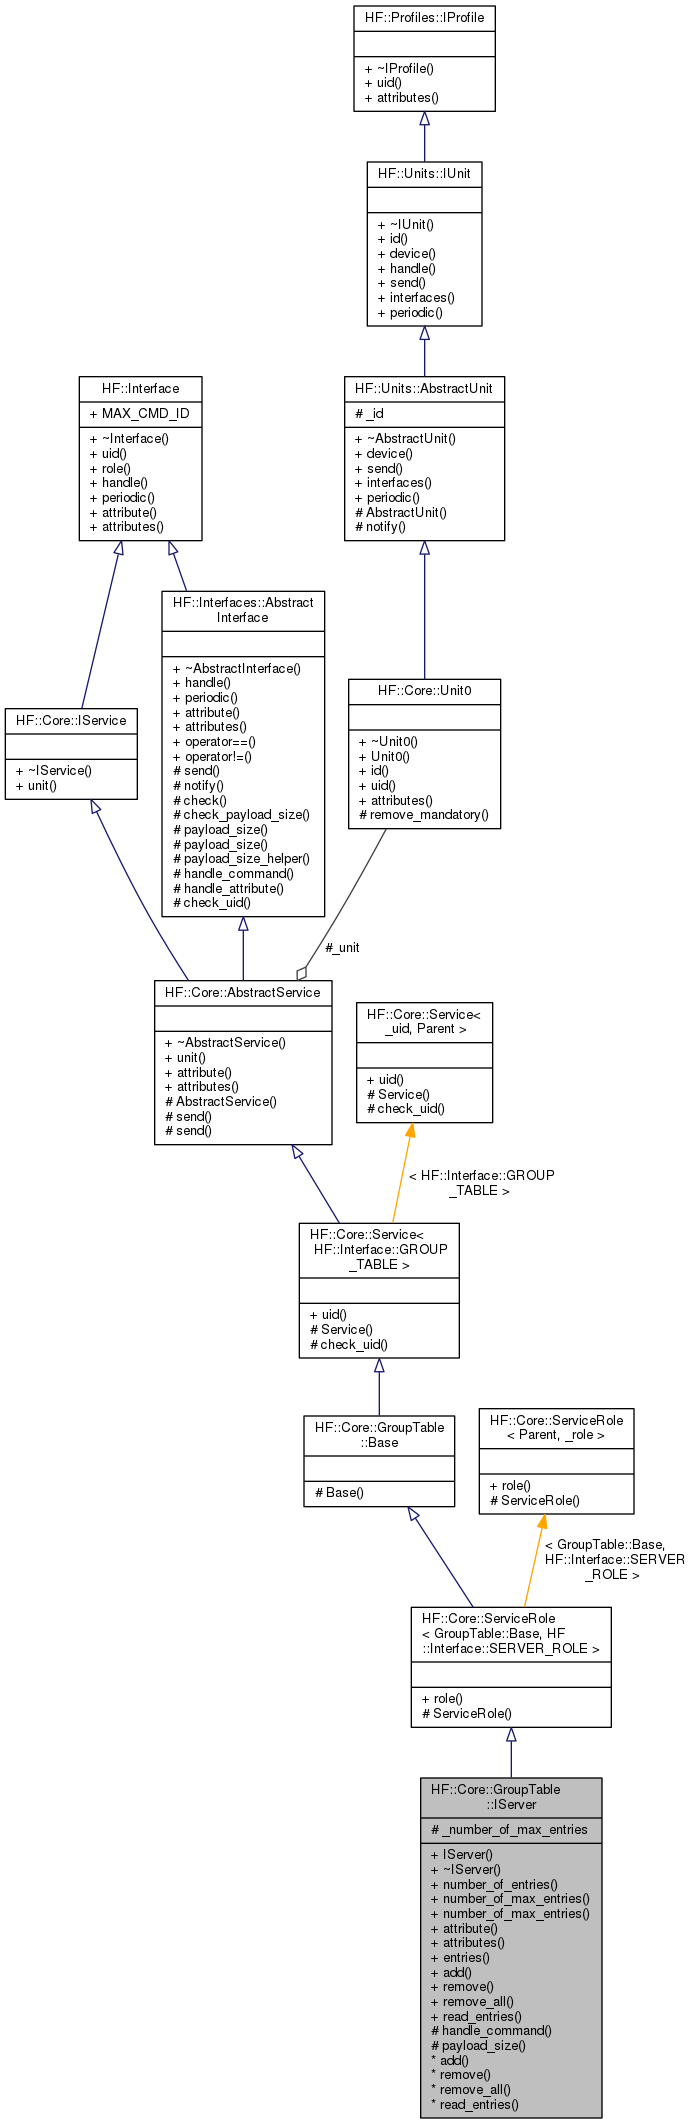 HF::Profiles::IProfile
+ ~IProfile()
+ uid()
+ attributes()
HF::Units::IUnit
+ ~IUnit()
+ id()
+ device()
+ handle()
+ send()
+ interfaces()
+ periodic()
HF::Interface
+ MAX_CMD_ID
+ ~Interface()
+ uid()
+ role()
+ handle()
+ periodic()
+ attribute()
+ attributes()
HF::Units::AbstractUnit
# _id
+ ~AbstractUnit()
+ device()
+ send()
+ interfaces()
+ periodic()
# AbstractUnit()
# notify()
HF::Interfaces::Abstract
Interface
+ ~AbstractInterface()
+ handle()
+ periodic()
+ attribute()
+ attributes()
+ operator==()
+ operator!=()
# send()
# notify()
# check()
# check_payload_size()
# payload_size()
# payload_size()
# payload_size_helper()
# handle_command()
# handle_attribute()
# check_uid()
HF::Core::IService
+ ~IService()
+ unit()
HF::Core::Unit0
+ ~Unit0()
+ Unit0()
+ id()
+ uid()
+ attributes()
# remove_mandatory()
#_unit
HF::Core::AbstractService
+ ~AbstractService()
+ unit()
+ attribute()
+ attributes()
# AbstractService()
# send()
# send()
HF::Core::Service<
_uid, Parent >
+ uid()
# Service()
# check_uid()
< HF::Interface::GROUP
_TABLE >
HF::Core::Service<
HF::Interface::GROUP
_TABLE >
+ uid()
# Service()
# check_uid()
HF::Core::GroupTable
::Base
# Base()
HF::Core::ServiceRole
< Parent, _role >
+ role()
# ServiceRole()
< GroupTable::Base,
HF::Interface::SERVER
_ROLE >
HF::Core::ServiceRole
< GroupTable::Base, HF
::Interface::SERVER_ROLE >
+ role()
# ServiceRole()
HF::Core::GroupTable
::IServer
# _number_of_max_entries
+ IServer()
+ ~IServer()
+ number_of_entries()
+ number_of_max_entries()
+ number_of_max_entries()
+ attribute()
+ attributes()
+ entries()
+ add()
+ remove()
+ remove_all()
+ read_entries()
# handle_command()
# payload_size()
* add()
* remove()
* remove_all()
* read_entries()